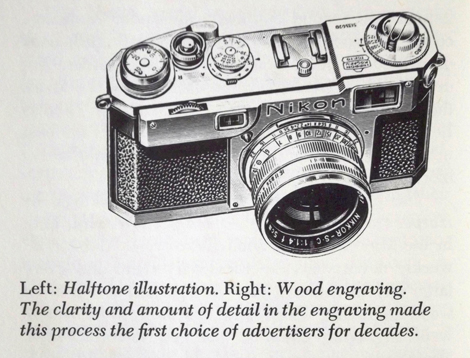 Nikon
NIKKOR-S·C 1:1.4 f=5cm
Left: Halftone illustration. Right: Wood engraving.
The clarity and amount of detail in the engraving made
this process the first choice of advertisers for decades.